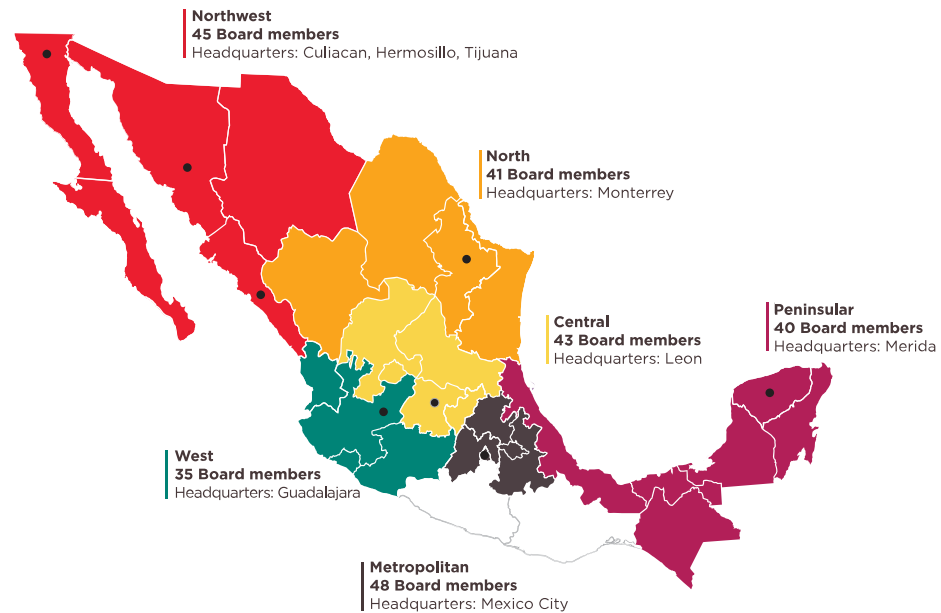 Northwest
45 Board members
Headquarters: Culiacan, Hermosillo, Tijuana
North
41 Board members
Headquarters: Monterrey
Central
43 Board members
Headquarters: Leon
Peninsular
40 Board members
Headquarters: Merida
West
35 Board members
Headquarters: Guadalajara
Metropolitan
48 Board members
Headquarters: Mexico City